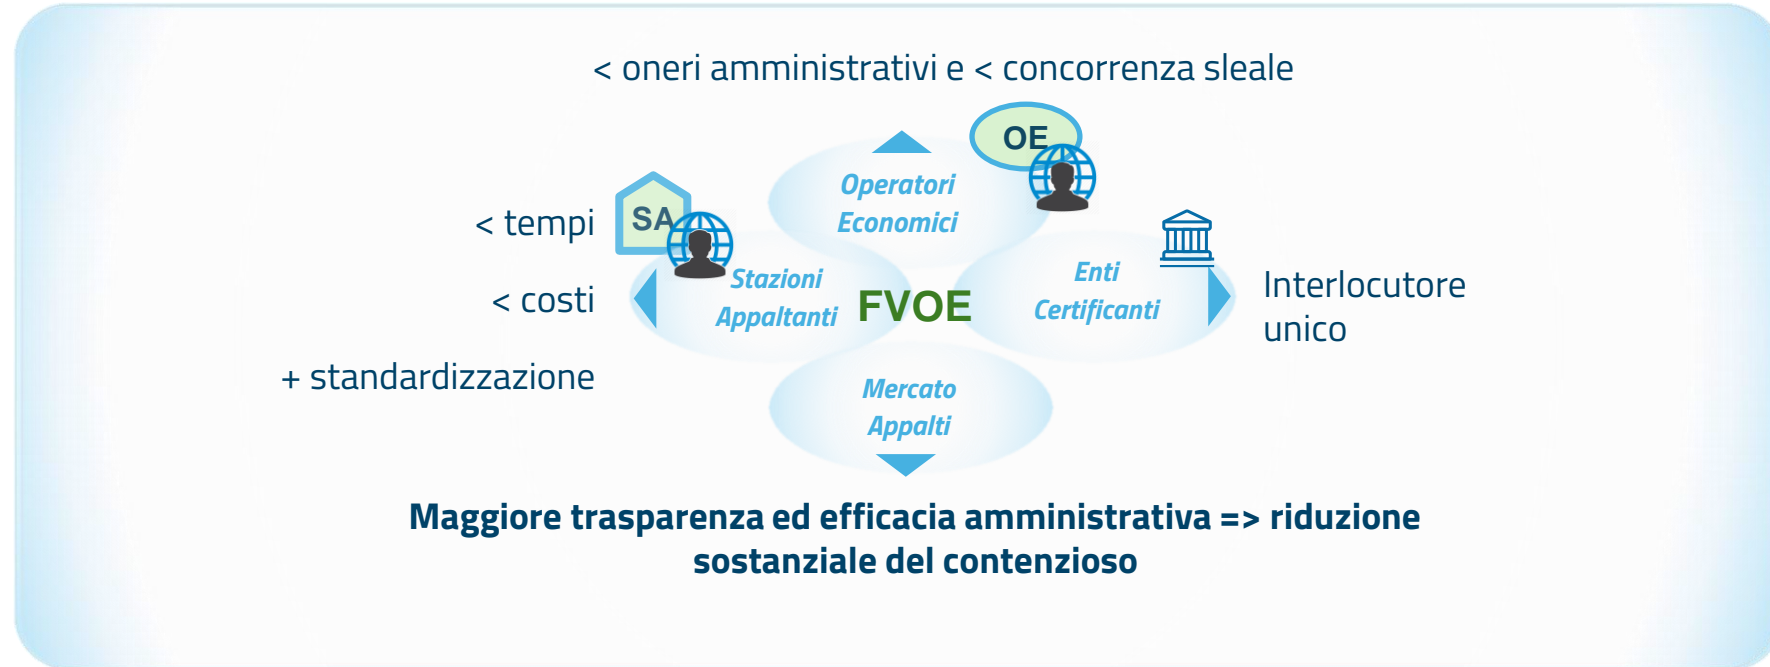 < oneri amministrativi e < concorrenza sleale
OE
Operatori
Economici
< tempi
SA
< costi
+ standardizzazione
Stazioni
Appaltanti
FVOE
Enti
Certificanti
Interlocutore
unico
Mercato
Appalti
Maggiore trasparenza ed efficacia amministrativa => riduzione
sostanziale del contenzioso